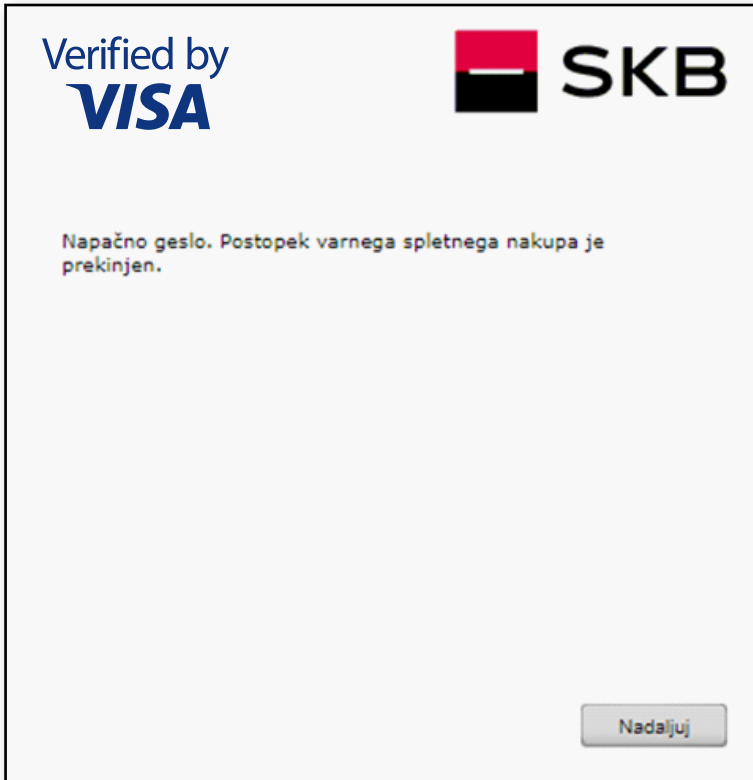 Verified by
VISA
SKB
Napačno geslo. Postopek varnega spletnega nakupa je
prekinjen.
Nadaljuj